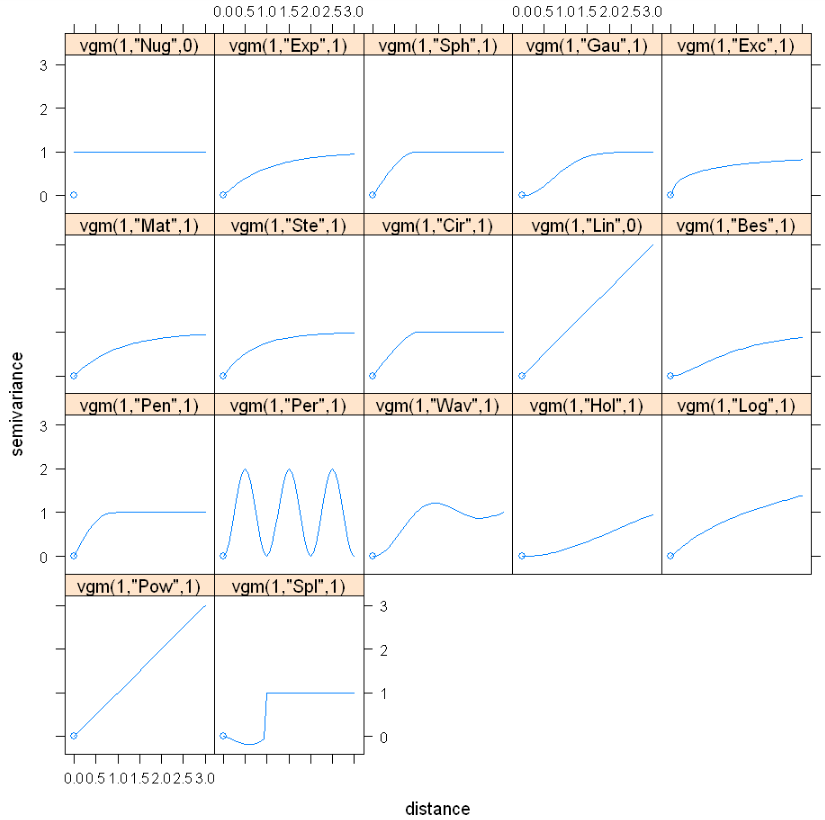 0.00.51.01.52.02.53.0 0.00.51.01.52.02.53.0
vgm(1,"Nug",0) vgm(1,"Exp",1) vgm(1,"Sph",1) vgm(1,"Gau",1) vgm(1,"Exc",1)
3
2
1
0
vgm(1,"Mat",1) vgm(1,"Ste",1) vgm(1,"Cir",1) vgm(1,"Lin",0) vgm(1,"Bes",1)
semivariance
vgm(1,"Pen",1) vgm(1,"Per",1) vgm(1,"Wav",1) vgm(1,"Hol",1) vgm(1,"Log",1)
3
2
1
0
vgm(1,"Pow",1) vgm(1,"Spl",1)
3
2
1
0
0.00.51.01.52.02.53.0
distance